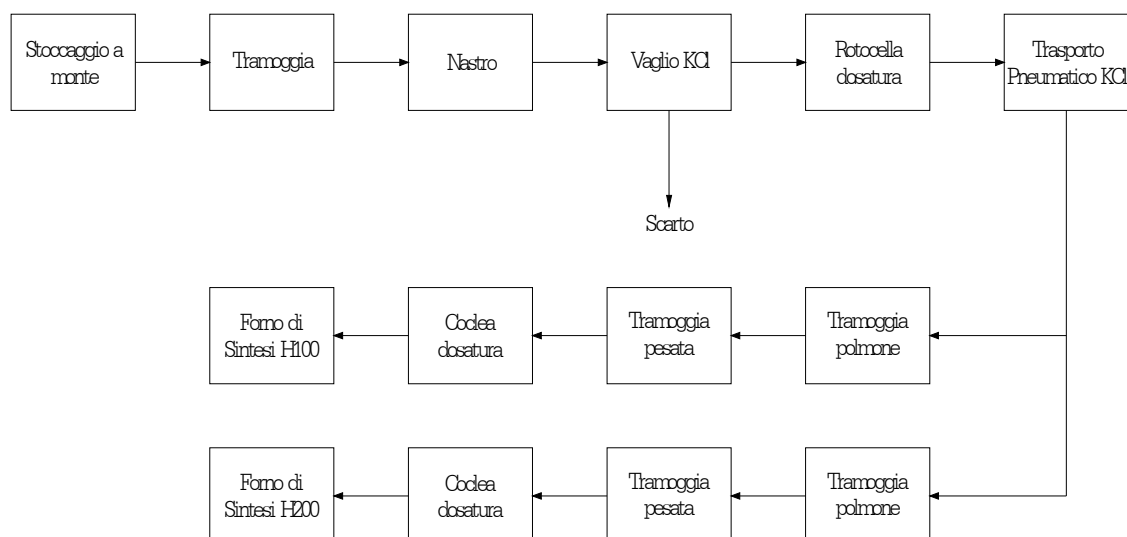 Stoccaggio a
monte
Tramoggia
Nastro
Vaglio KCl
Rotocella
dosatura
Trasporto
Pneumatico KCl
Scarto
Forno di
Sintesi H100
Coclea
dosatura
Tramoggia
pesata
Tramoggia
polmone
Forno di
Sintesi H200
Coclea
dosatura
Tramoggia
pesata
Tramoggia
polmone